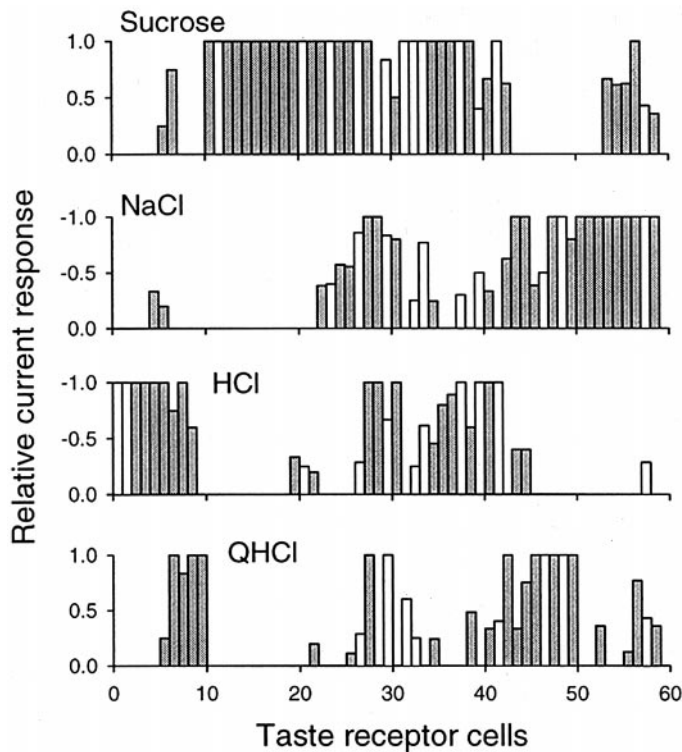 Sucrose
1.0
0.5
0.0
NaCl
-1.0
-0.5
0.0
HCl
-1.0
-0.5
0.0
QHCl
1.0
0.5
0.0
0 10 20 30 40 50 60
Taste receptor cells
Relative current response